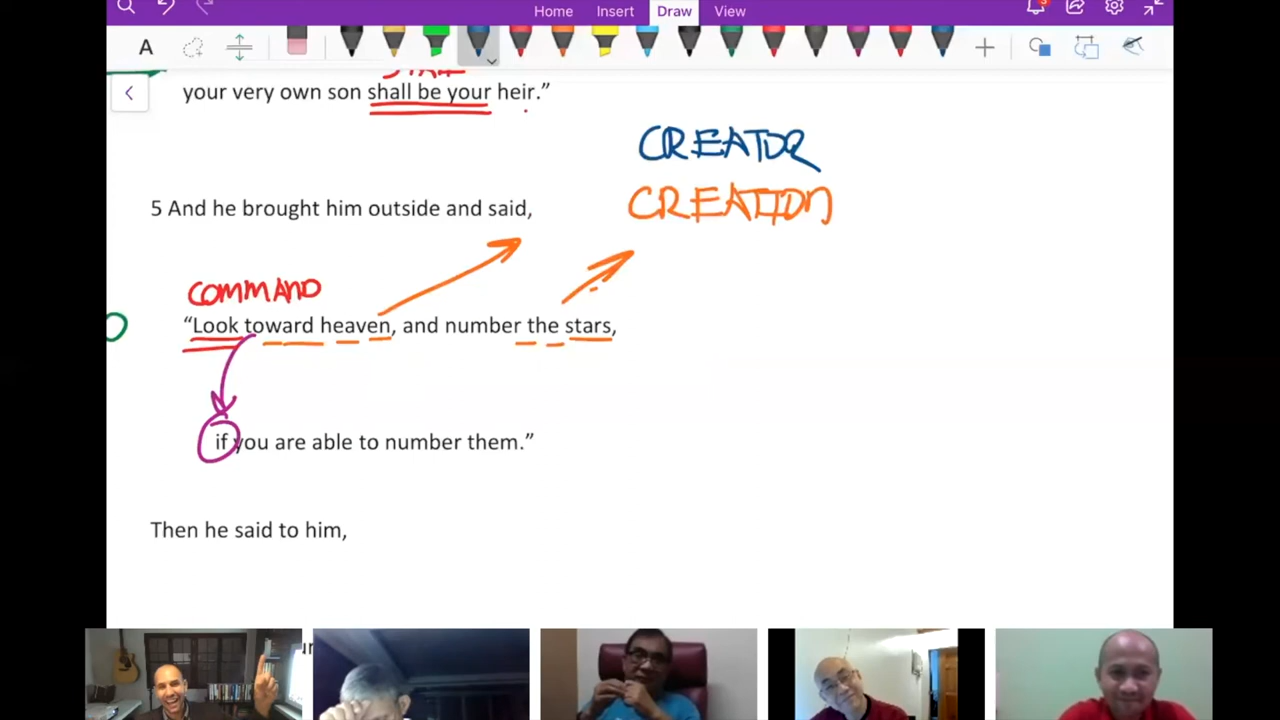 Home Insert Draw View
A
your very own son shall be your heir.”
CREATOR
CREATION
5 And he brought him outside and said,
COMMAND
“Look toward heaven, and number the stars,
if you are able to number them.”
Then he said to him,